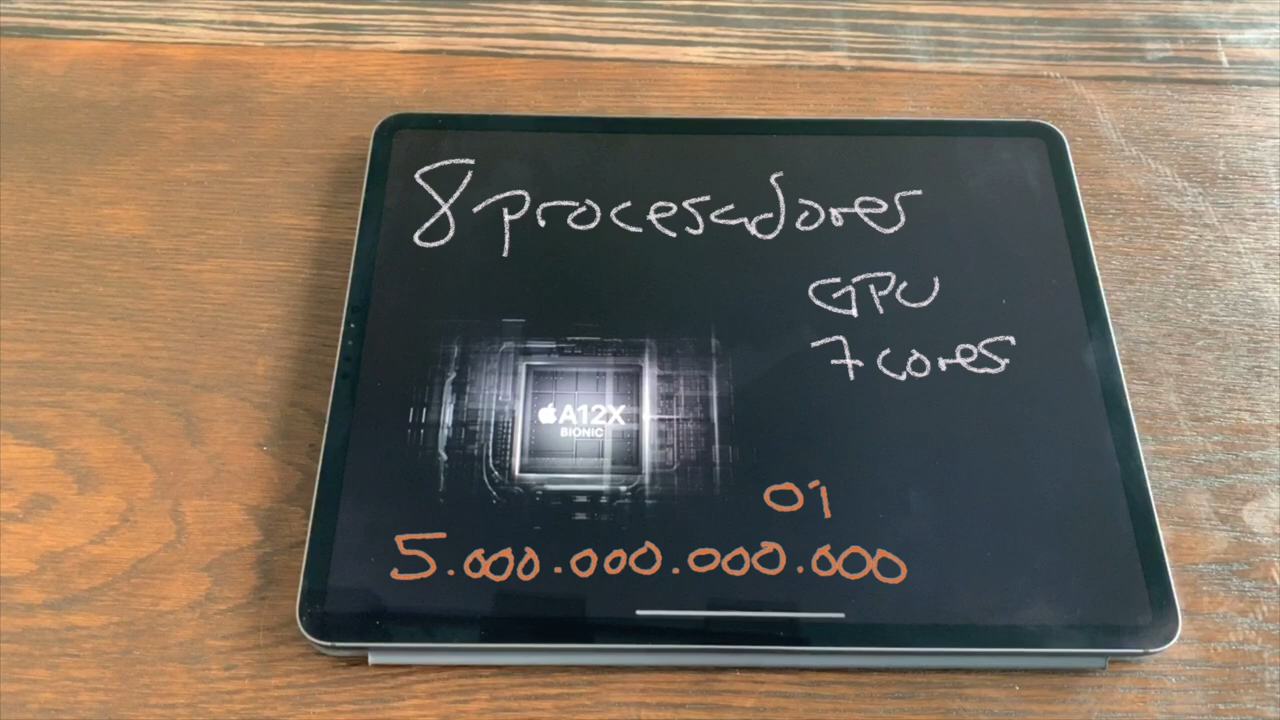 8 procesadores
GPU
7 cores
A12X
BIONIC
01
5.000.000.000.000